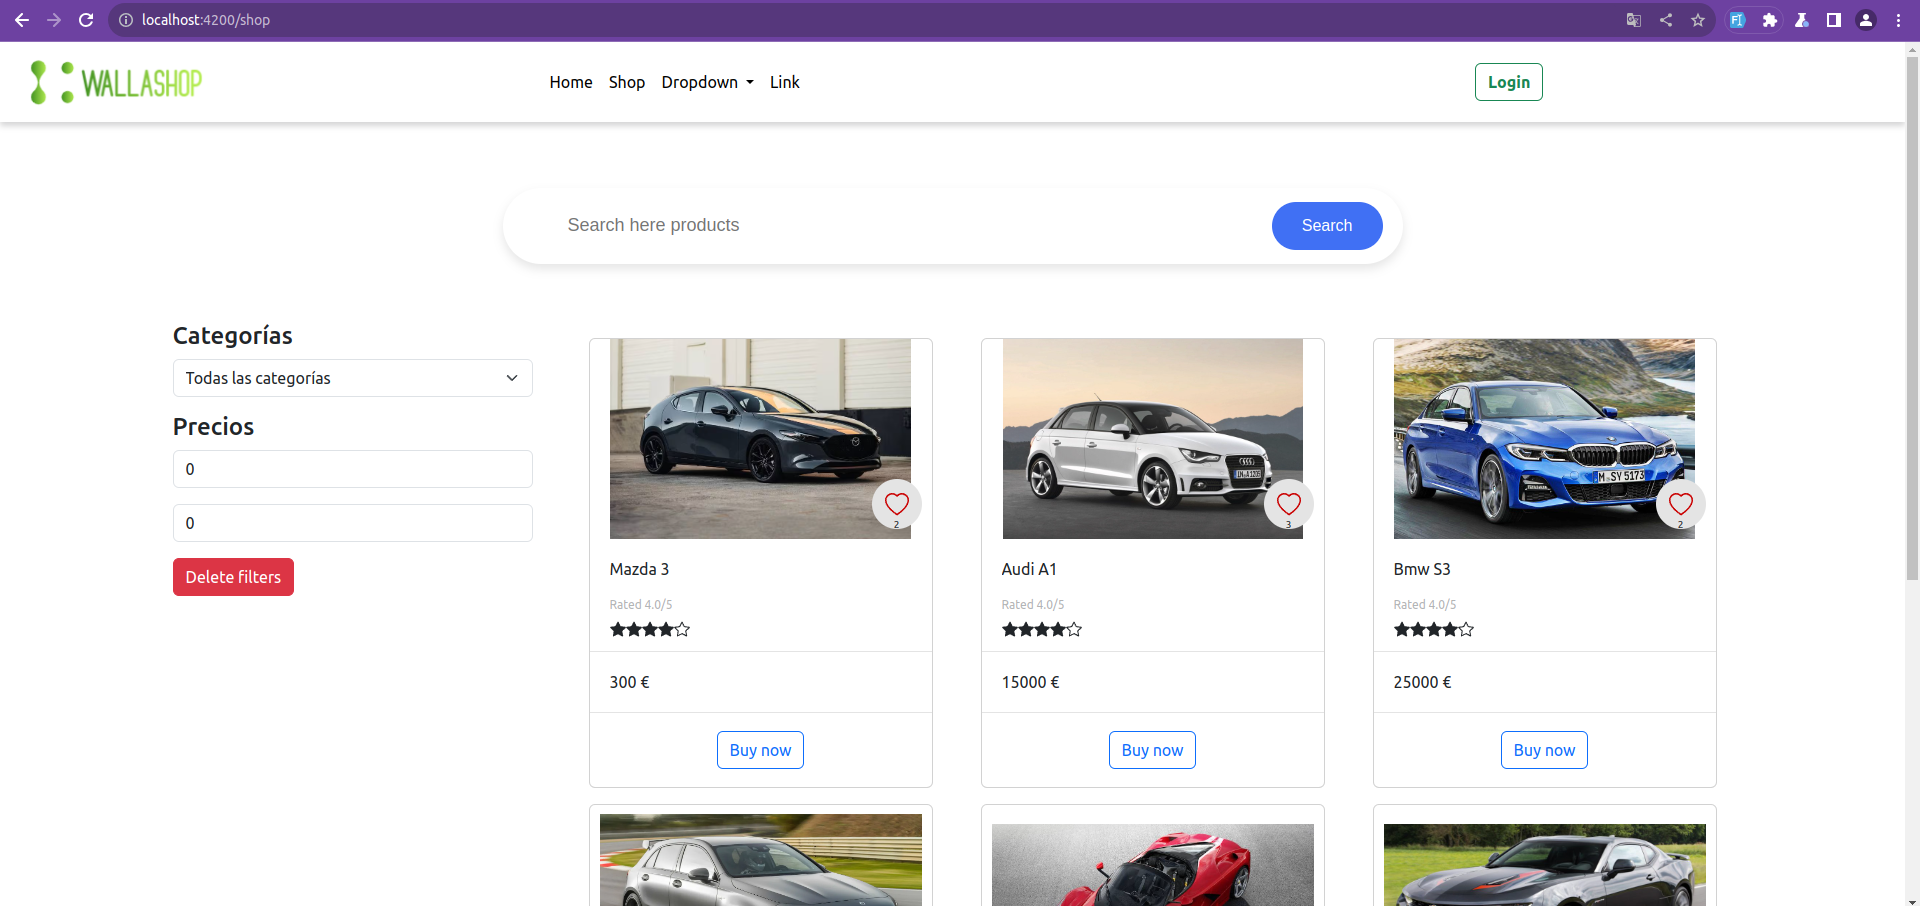 localhost:4200/shop
WALLASHOP
Home Shop Dropdown Link
Login
Search here products
Search
Categorías
Todas las categorías
Precios
0
0
Delete filters
2
Mazda 3
Rated 4.0/5
300 €
Buy now
3
Audi A1
Rated 4.0/5
15000 €
Buy now
M SY 5173
2
Bmw S3
Rated 4.0/5
25000 €
Buy now